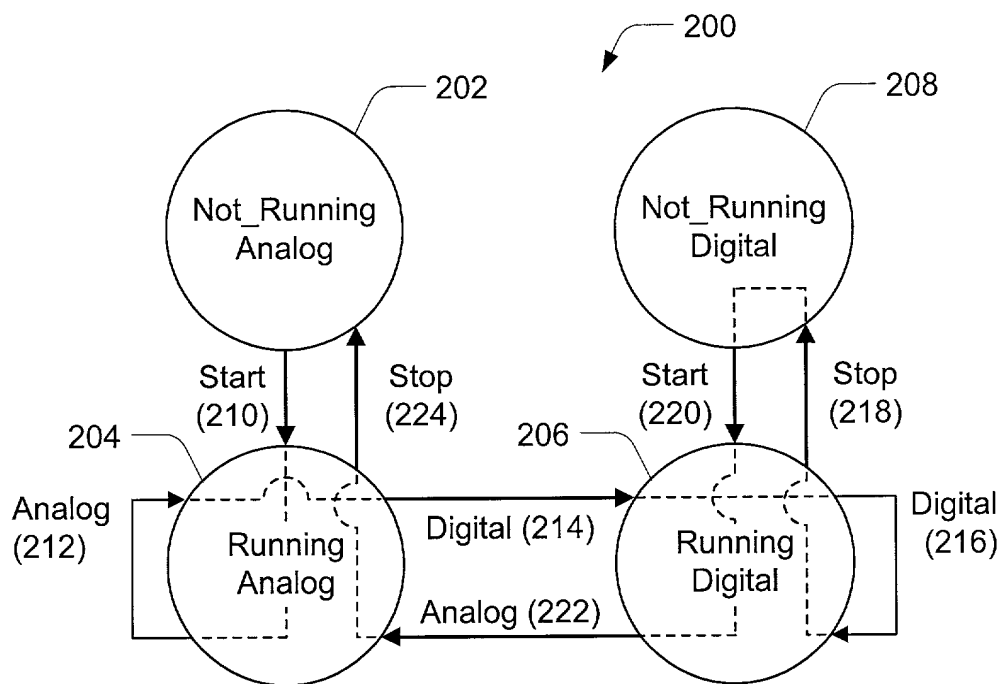 200
202
208
Not_Running
Analog
Not_Running
Digital
Start
(210)
Stop
(224)
Start
(220)
Stop
(218)
204
206
Analog
(212)
Digital (214)
Digital
(216)
Running
Analog
Running
Digital
Analog (222)